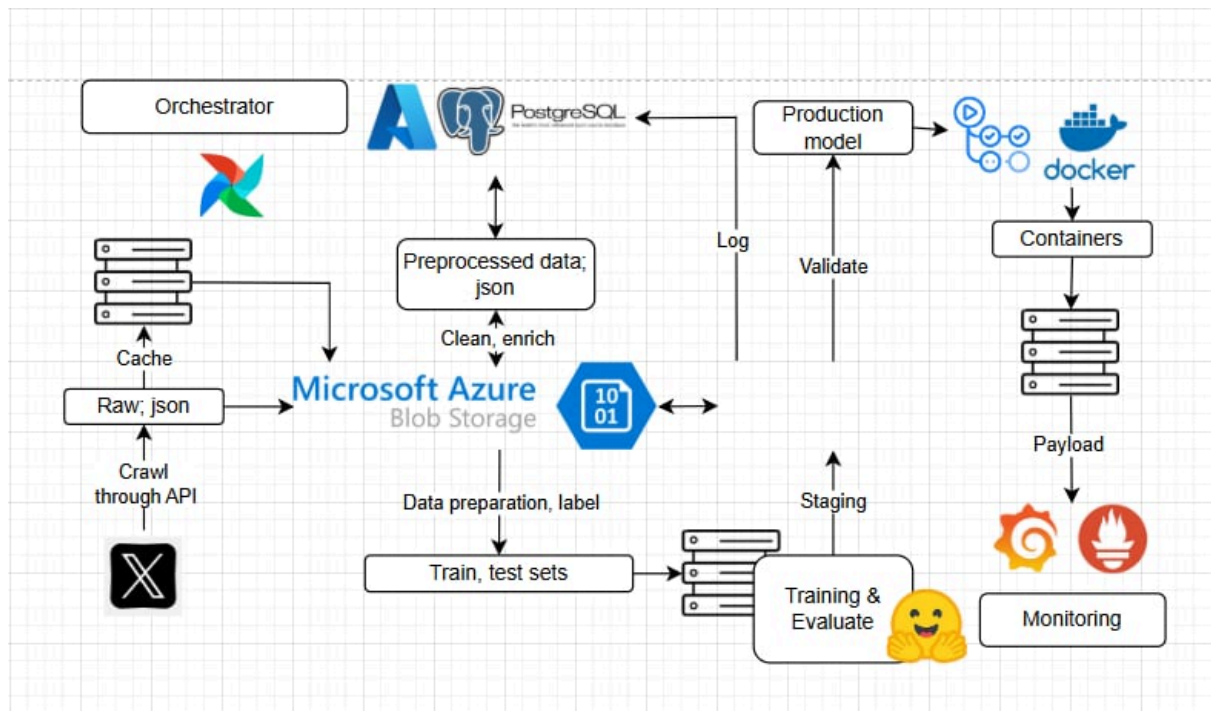 Orchestrator
PostgreSQL
Production
model
docker
Log
Validate
Containers
Preprocessed data;
json
Clean, enrich
Cache
Microsoft Azure
Blob Storage
10
01
Raw; json
Payload
Crawl
through API
Data preparation, label
Staging
X
Train, test sets
Training &
Evaluate
Monitoring